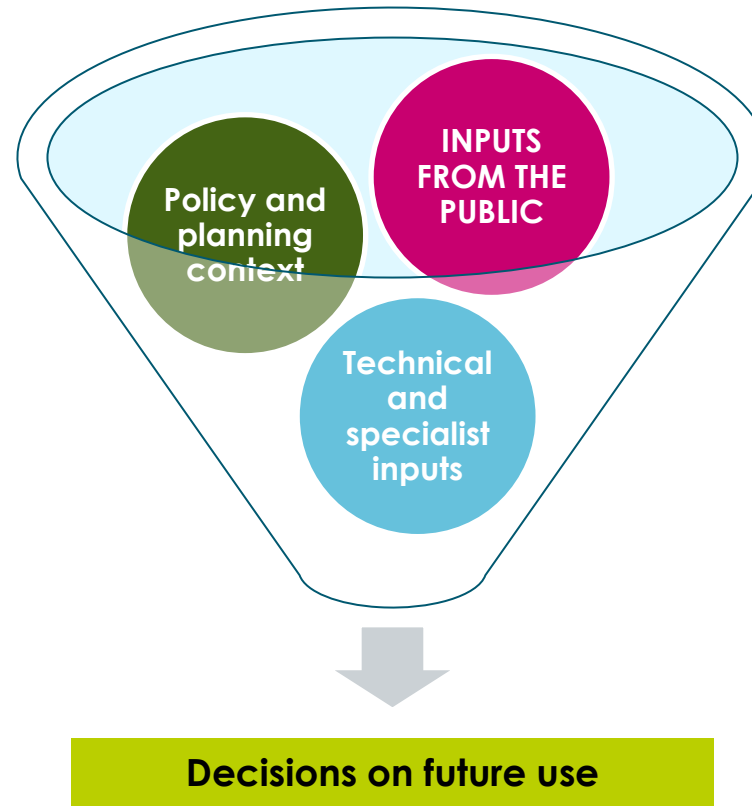 INPUTS
FROM THE
PUBLIC
Policy and
planning
context
Technical
and
specialist
inputs
Decisions on future use